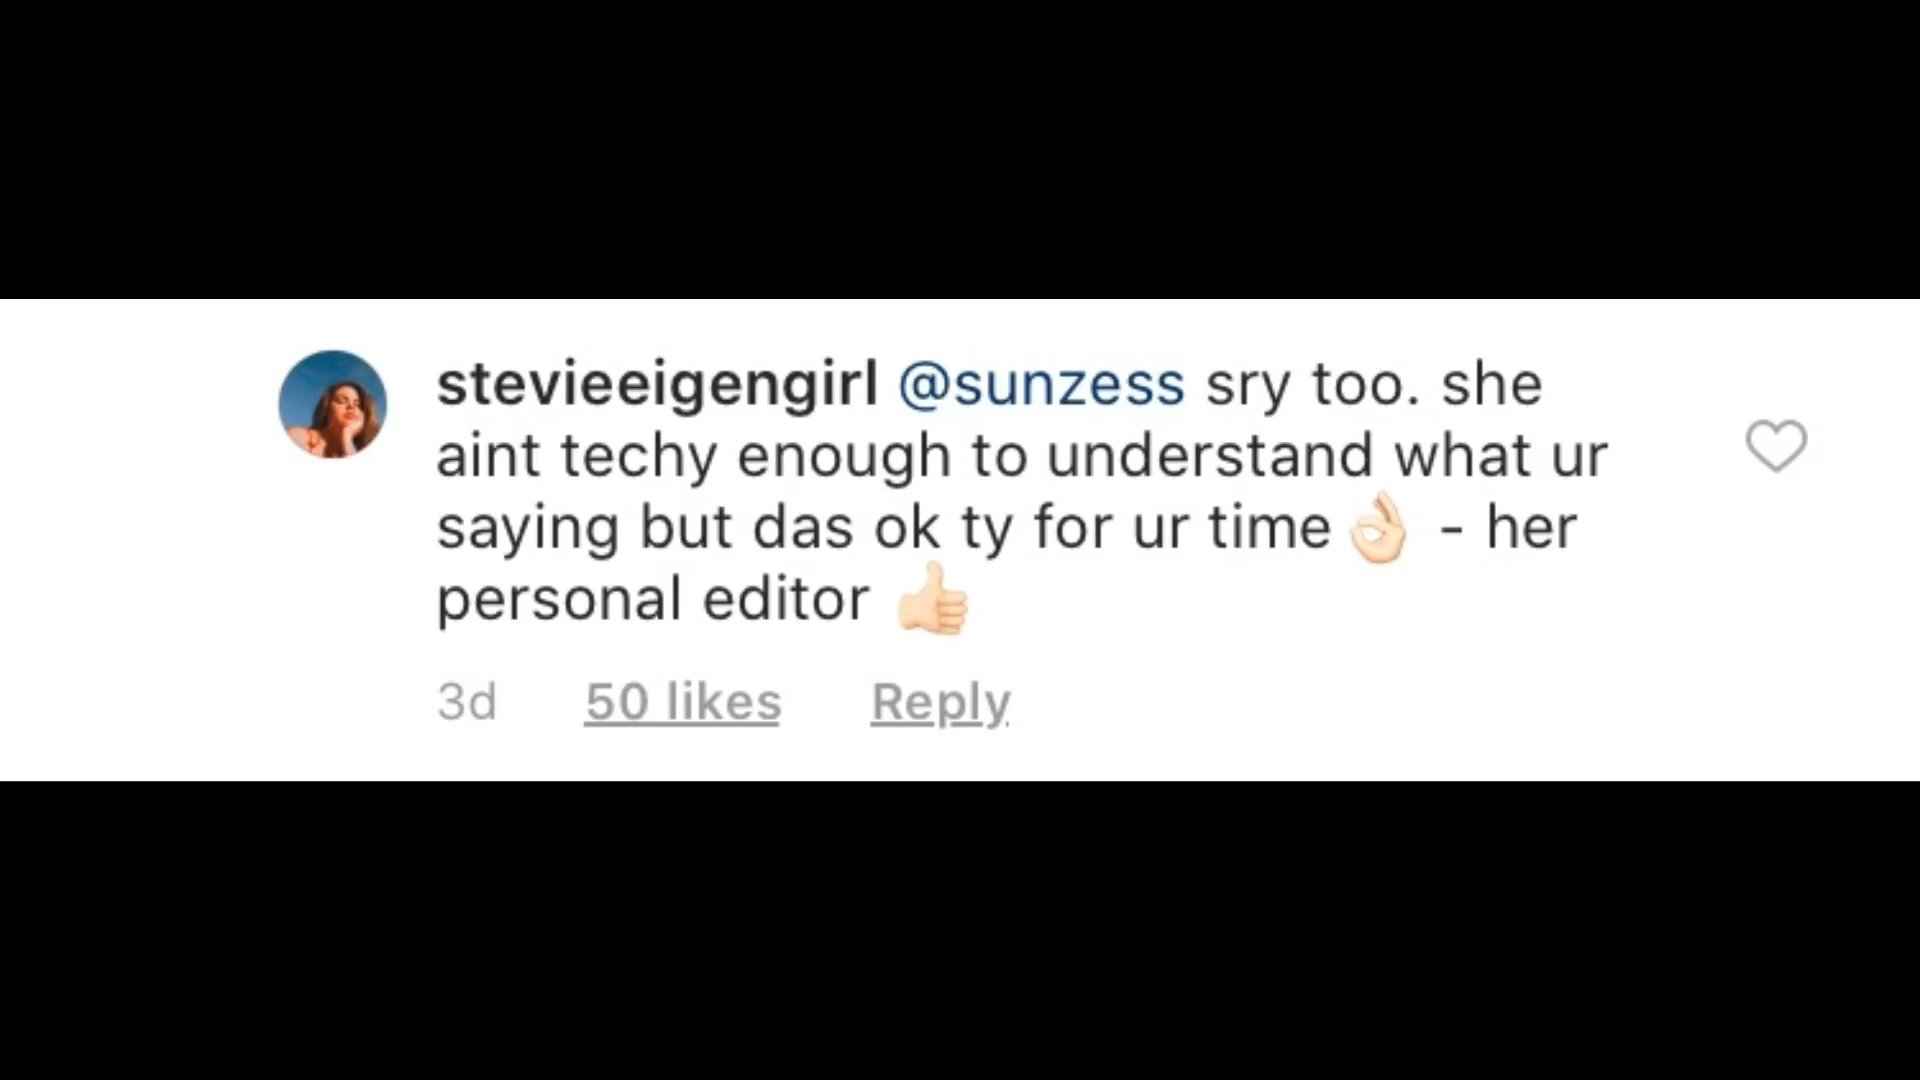 stevieeigengirl @sunzess sry too. she
aint techy enough to understand what ur
saying but das ok ty for ur time👌🏻 - her
personal editor 👍🏻
3d 50 likes Reply